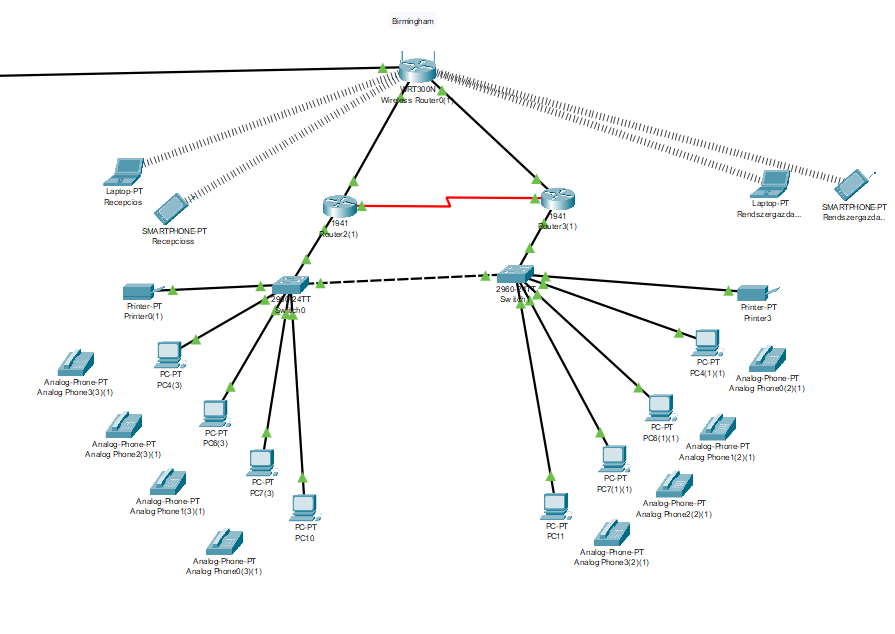 Birmingham
WRT300N
Wireless Router0(1)
Laptop-PT
Recepcios
SMARTPHONE-PT
Recepcioss
Laptop-PT
Rendszergazda...
SMARTPHONE-PT
Rendszergazda..
1941
Router2(1)
1941
Router3(1)
2960-24TT
Switch0
2960-24TT
Switch
Printer-PT
Printer0(1)
Printer-PT
Printer3
PC-PT
PC4(3)
PC-PT
PC4(1)(1)
Analog-Phone-PT
Analog Phone3(3)(1)
Analog-Phone-PT
Analog Phone0(2)(1)
PC-PT
PC6(3)
PC-PT
PC6(1)(1)
Analog-Phone-PT
Analog Phone2(3)(1)
Analog-Phone-PT
Analog Phone1(2)(1)
PC-PT
PC7(3)
PC-PT
PC7(1)(1)
Analog-Phone-PT
Analog Phone1(3)(1)
Analog-Phone-PT
Analog Phone2(2)(1)
PC-PT
PC10
PC-PT
PC11
Analog-Phone-PT
Analog Phone0(3)(1)
Analog-Phone-PT
Analog Phone3(2)(1)